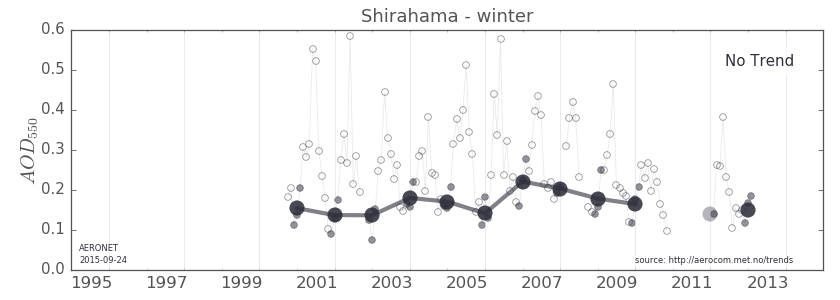 Shirahama - winter
0.6
0.5
0.4
0.3
0.2
0.1
0.0
AOD550
No Trend
AERONET
2015-09-24
source: http://aerocom.met.no/trends
1995 1997 1999 2001 2003 2005 2007 2009 2011 2013